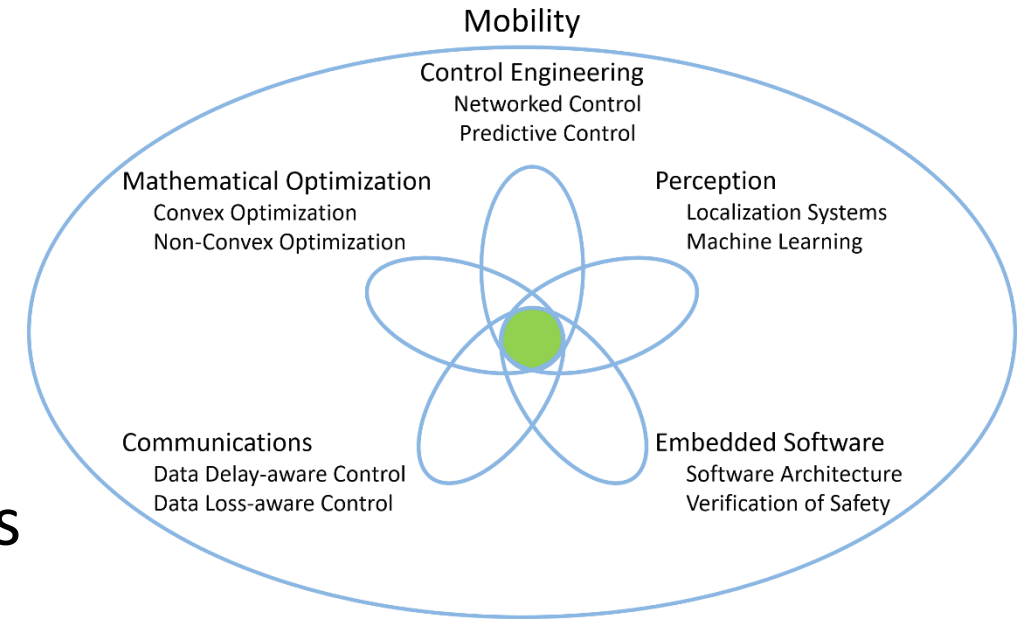 Mobility
Control Engineering
Networked Control
Predictive Control
Mathematical Optimization
Convex Optimization
Non-Convex Optimization
Perception
Localization Systems
Machine Learning
Communications
Data Delay-aware Control
Data Loss-aware Control
Embedded Software
Software Architecture
Verification of Safety
s